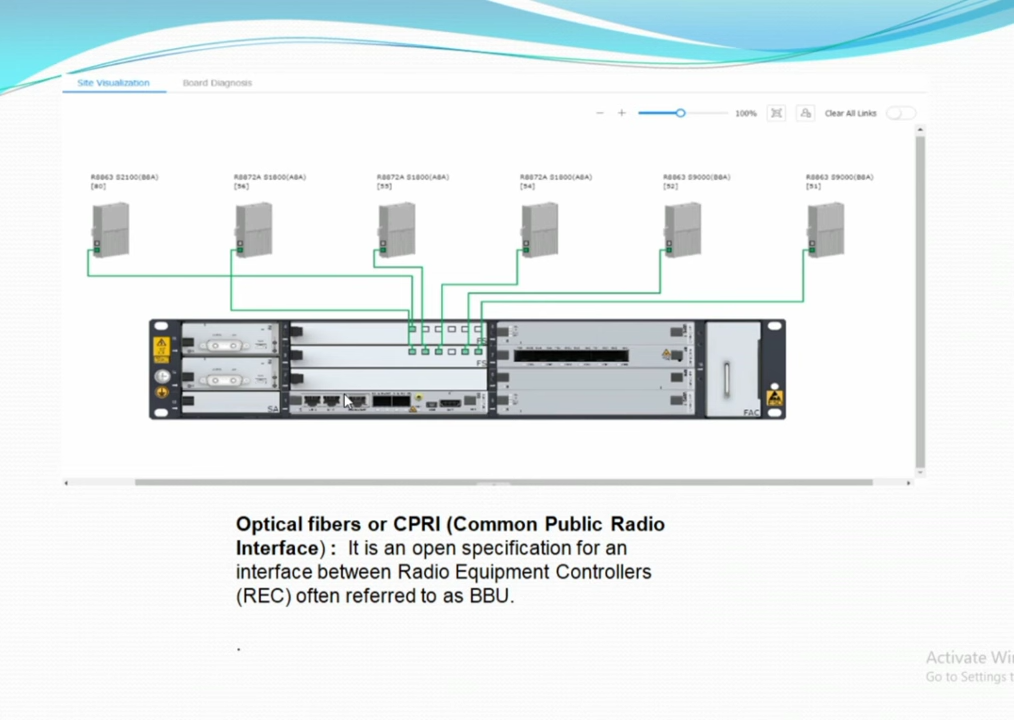 Site Visualization Board Diagnosis
100% Clear All Links
R8863 S2100(B8A) R8872A S1800(A8A) R8872A S1800(A8A) R8872A S1800(A8A) R8863 S9000(B8A) R8863 S9000(B8A)
[80] [56] [55] [54] [52] [51]
FS
FS
SA
FAC
Optical fibers or CPRI (Common Public Radio
Interface) : It is an open specification for an
interface between Radio Equipment Controllers
(REC) often referred to as BBU.
.
Activate Wi
Go to Settings t